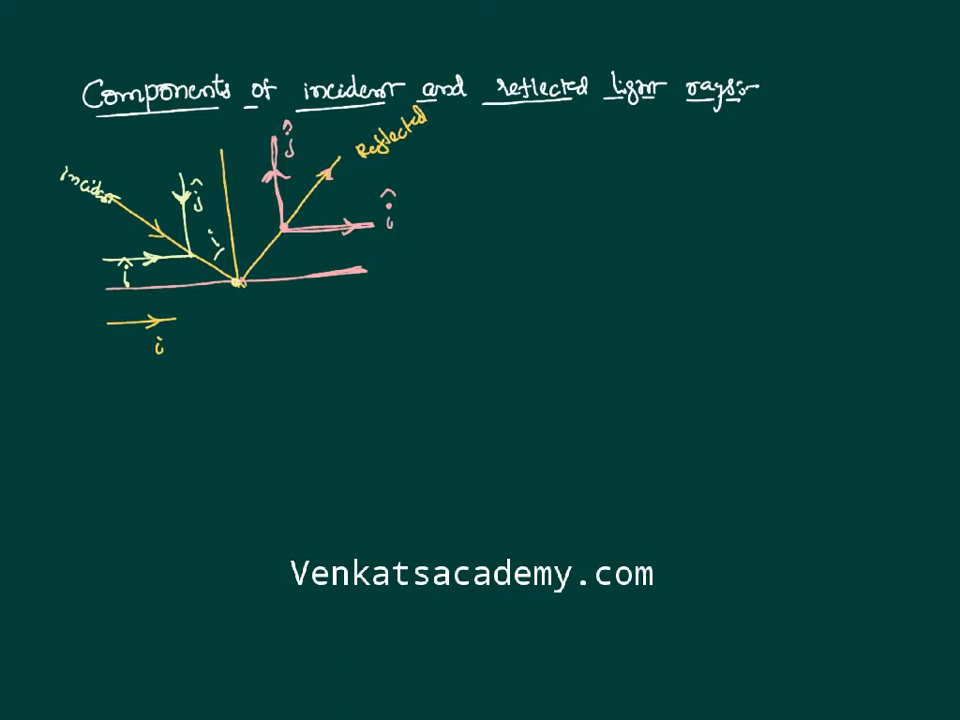 Components of incident and reflected light rays:-
ĵ
Reflected
incident
ĵ
î
i
î
i
Venkatsacademy.com